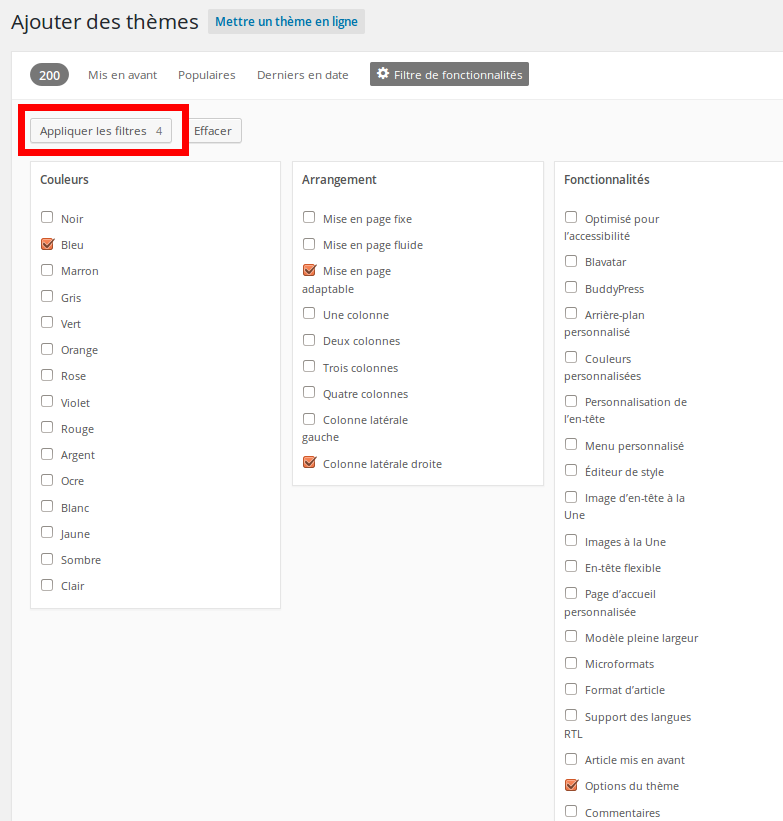 Ajouter des thèmes
Mettre un thème en ligne
200
Mis en avant
Populaires
Derniers en date
Filtre de fonctionnalités
Appliquer les filtres 4
Effacer
Couleurs
Noir
Bleu
Marron
Gris
Vert
Orange
Rose
Violet
Rouge
Argent
Ocre
Blanc
Jaune
Sombre
Clair
Arrangement
Mise en page fixe
Mise en page fluide
Mise en page
adaptable
Une colonne
Deux colonnes
Trois colonnes
Quatre colonnes
Colonne latérale
gauche
Colonne latérale droite
Fonctionnalités
Optimisé pour
l’accessibilité
Blavatar
BuddyPress
Arrière-plan
personnalisé
Couleurs
personnalisées
Personnalisation de
l’en-tête
Menu personnalisé
Éditeur de style
Image d’en-tête à la
Une
Images à la Une
En-tête flexible
Page d’accueil
personnalisée
Modèle pleine largeur
Microformats
Format d’article
Support des langues
RTL
Article mis en avant
Options du thème
Commentaires